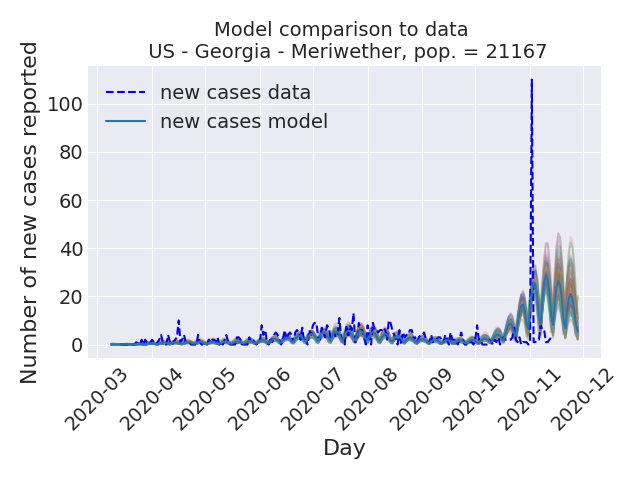 Model comparison to data
US - Georgia - Meriwether, pop. = 21167
Number of new cases reported
100
80
60
40
20
0
new cases data
new cases model
2020-03
2020-04
2020-05
2020-06
2020-07
2020-08
2020-09
2020-10
2020-11
2020-12
Day